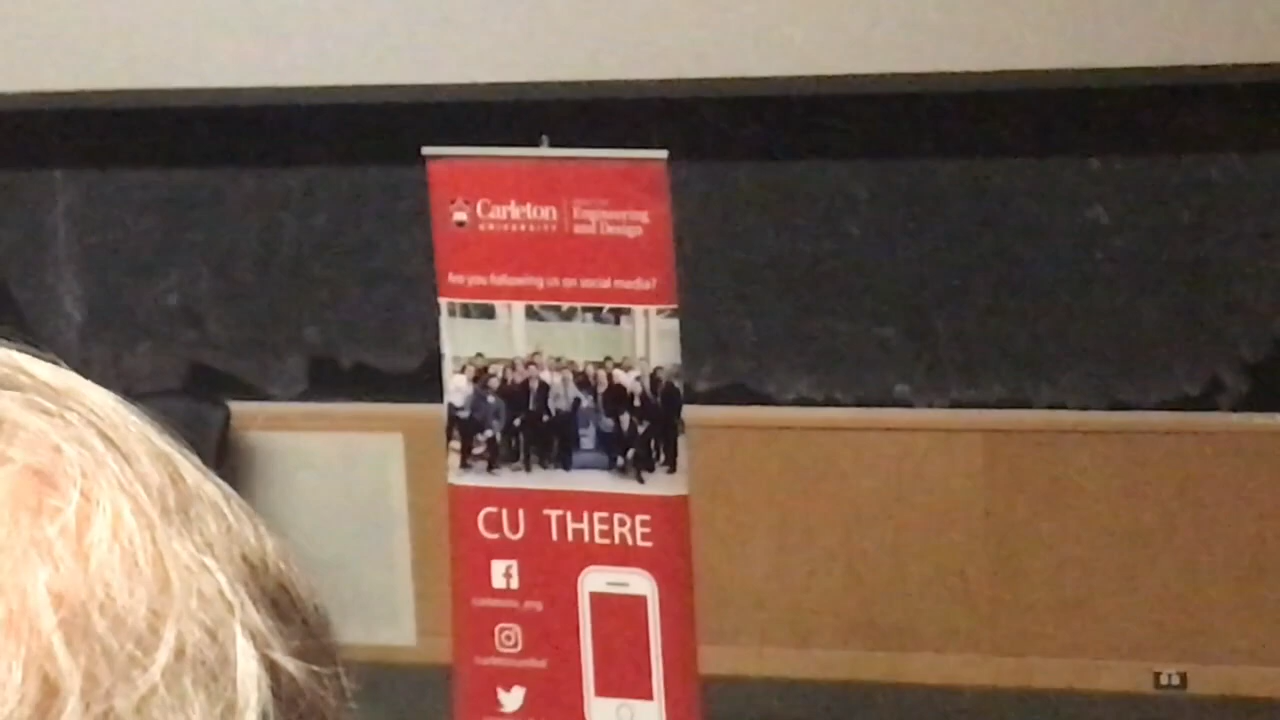 Carleton
UNIVERSITY
Engineering
and Design
Are you following us on social media?
CU THERE